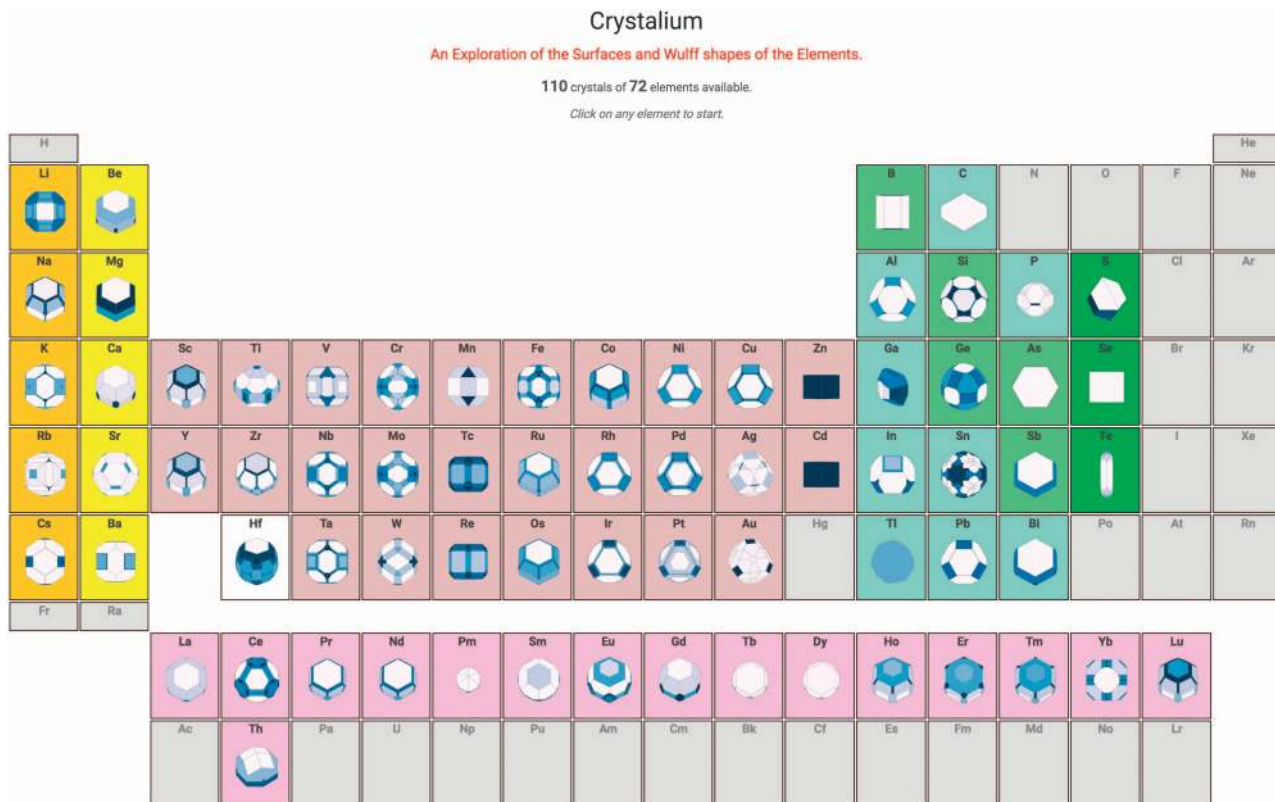 Crystalium
An Exploration of the Surfaces and Wulff shapes of the Elements.
110 crystals of 72 elements available.
Click on any element to start.
H He
Li Be B C N O F Ne
Na Mg Al Si P S Cl Ar
K Ca Sc Ti V Cr Mn Fe Co Ni Cu Zn Ga Ge As Se Br Kr
Rb Sr Y Zr Nb Mo Tc Ru Rh Pd Ag Cd In Sn Sb Te I Xe
Cs Ba Hf Ta W Re Os Ir Pt Au Hg Tl Pb Bi Po At Rn
Fr Ra
La Ce Pr Nd Pm Sm Eu Gd Tb Dy Ho Er Tm Yb Lu
Ac Th Pa U Np Pu Am Cm Bk Cf Es Fm Md No Lr